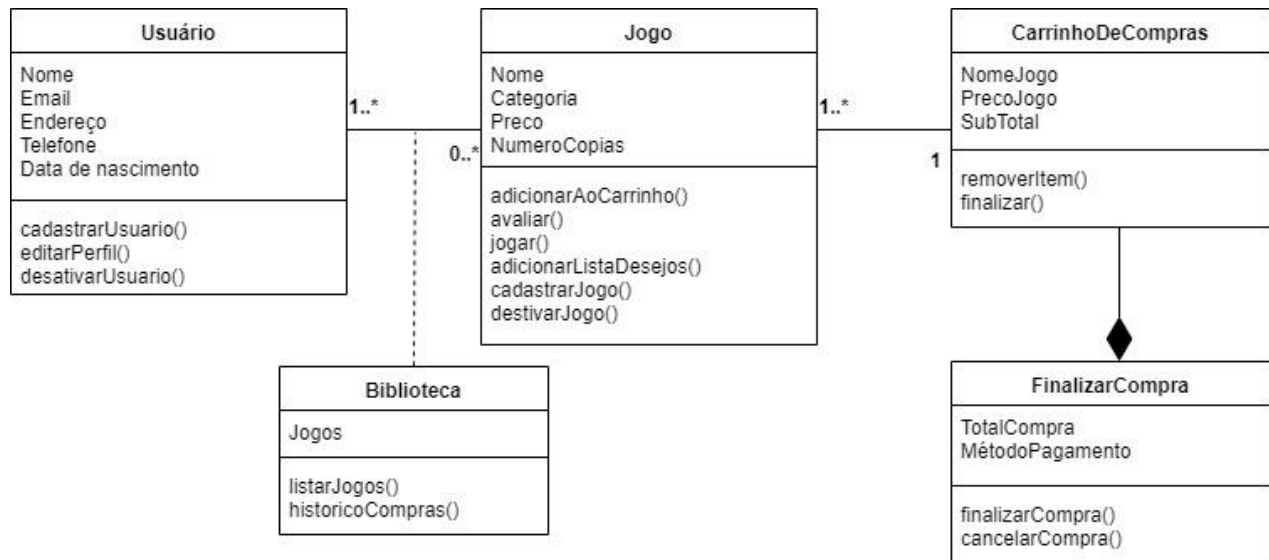 Usuário
Nome
Email
Endereço
Telefone
Data de nascimento
cadastrarUsuario()
editarPerfil()
desativarUsuario()
1..*
0..*
Jogo
Nome
Categoria
Preco
NumeroCopias
adicionarAoCarrinho()
avaliar()
jogar()
adicionarListaDesejos()
cadastrarJogo()
destivarJogo()
1..*
1
CarrinhoDeCompras
NomeJogo
PrecoJogo
SubTotal
removerItem()
finalizar()
Biblioteca
Jogos
listarJogos()
historicoCompras()
FinalizarCompra
TotalCompra
MétodoPagamento
finalizarCompra()
cancelarCompra()